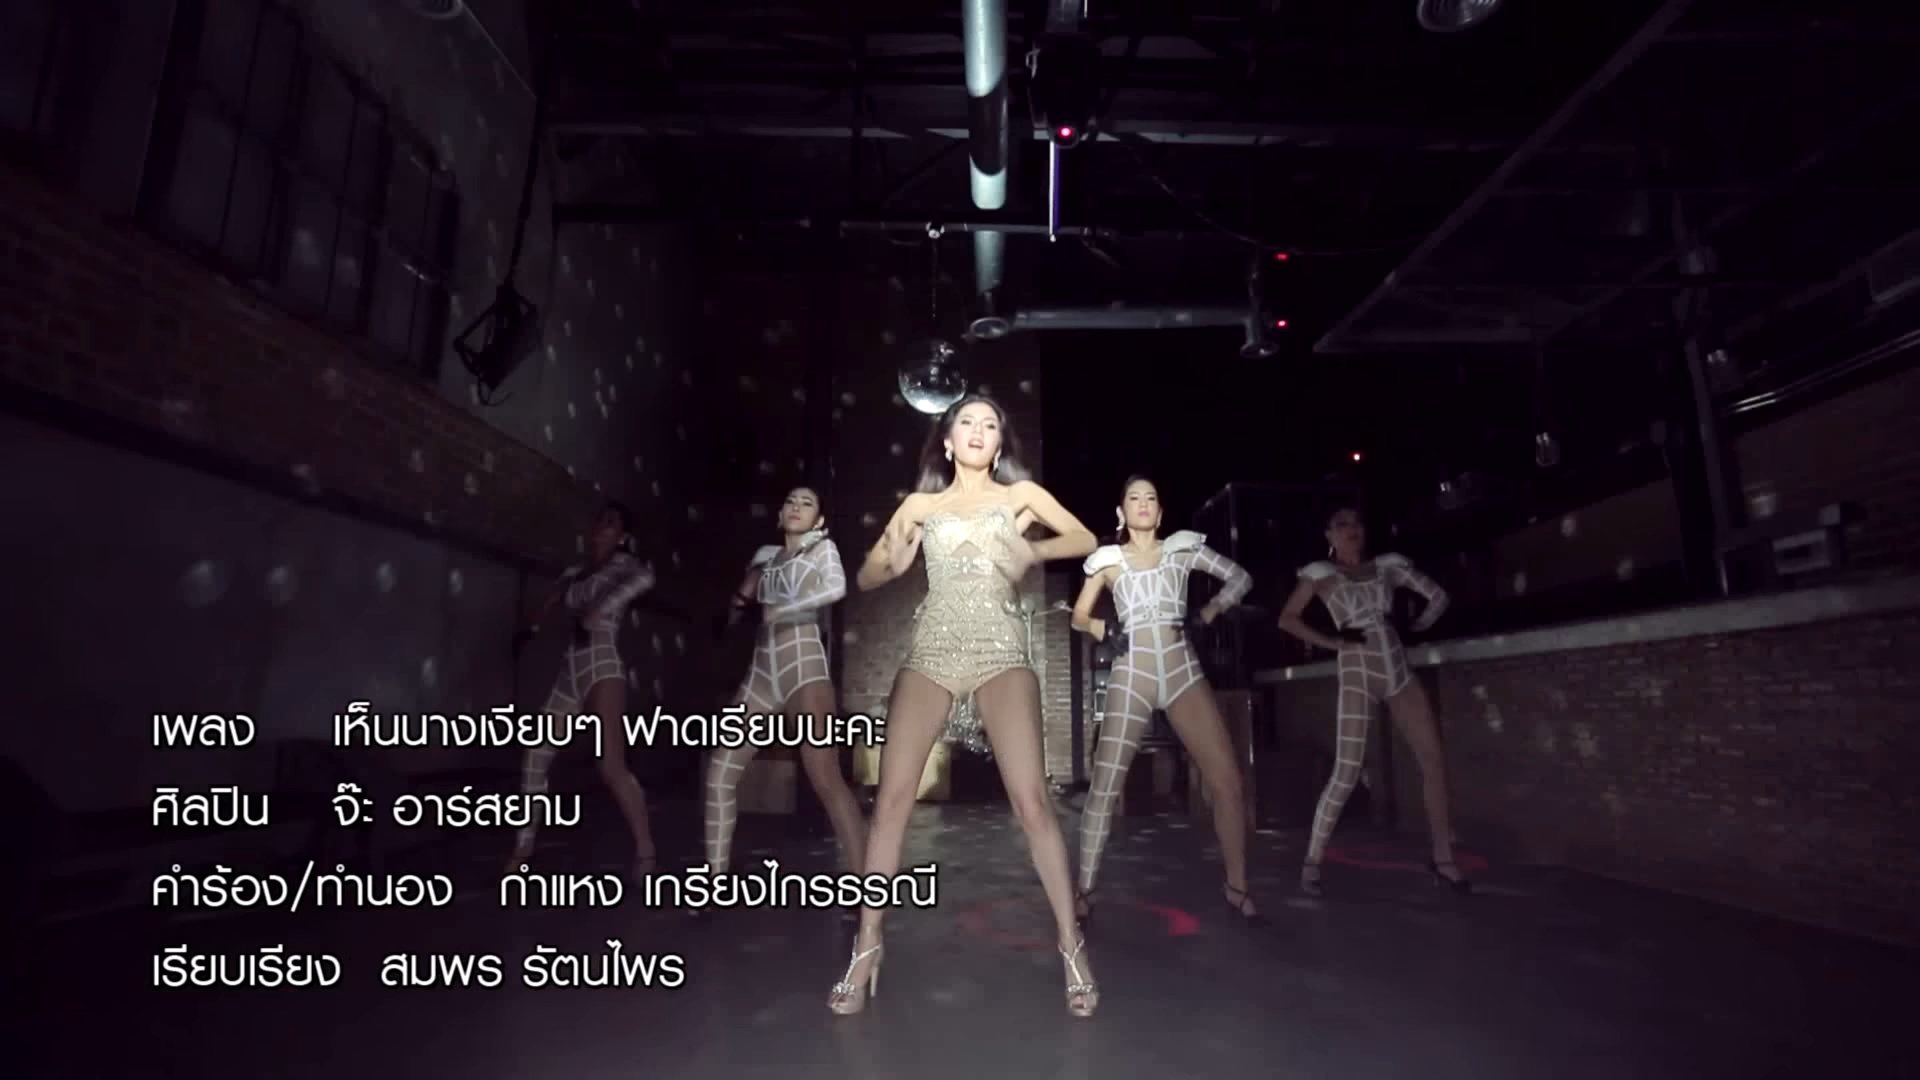 เพลง เห็นนางเงียบๆ ฟาดเรียบนะคะ
ศิลปิน จ๊ะ อาร์สยาม
คำร้อง/ทำนอง กำแหง เกรียงไกรธรณี
เรียบเรียง สมพร รัตนไพร